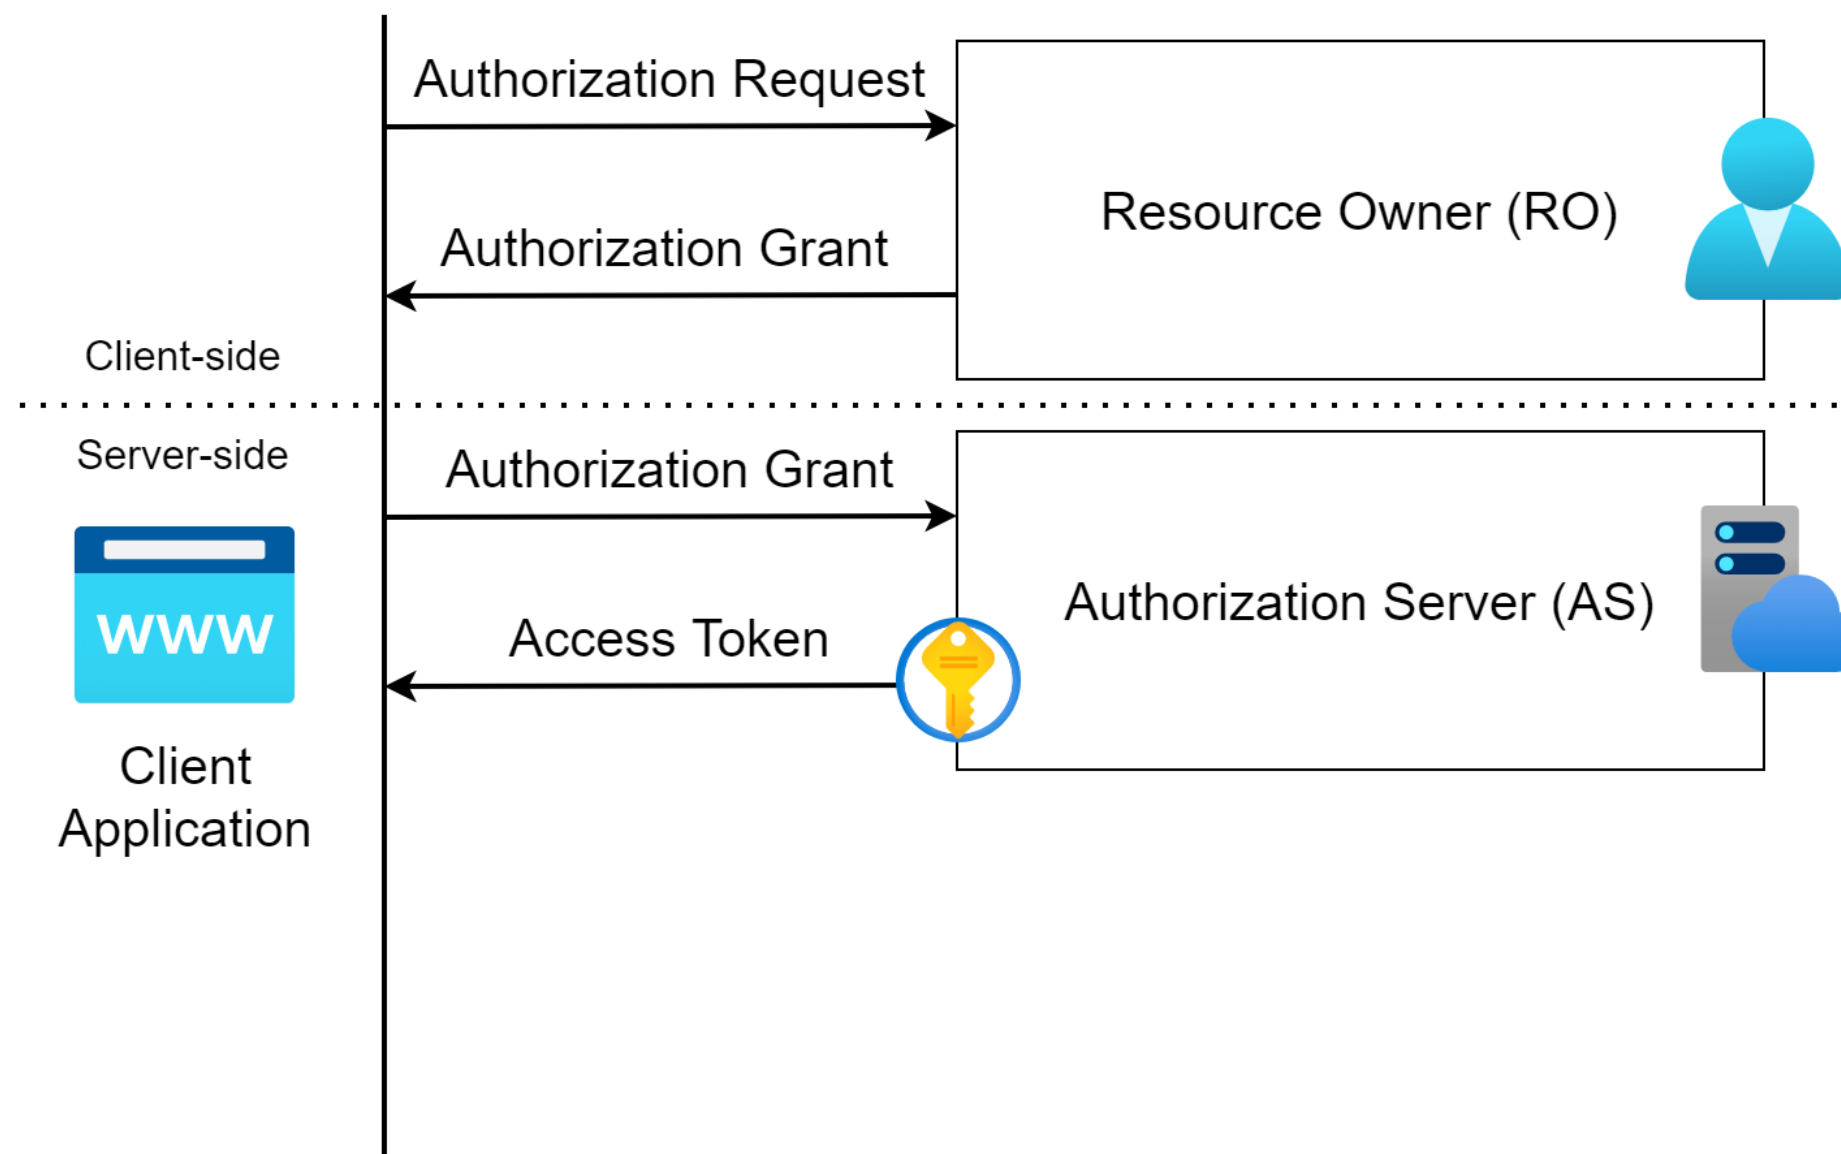 Authorization Request
Resource Owner (RO)
Authorization Grant
Client-side
Server-side
Authorization Grant
Authorization Server (AS)
www
Access Token
Client
Application